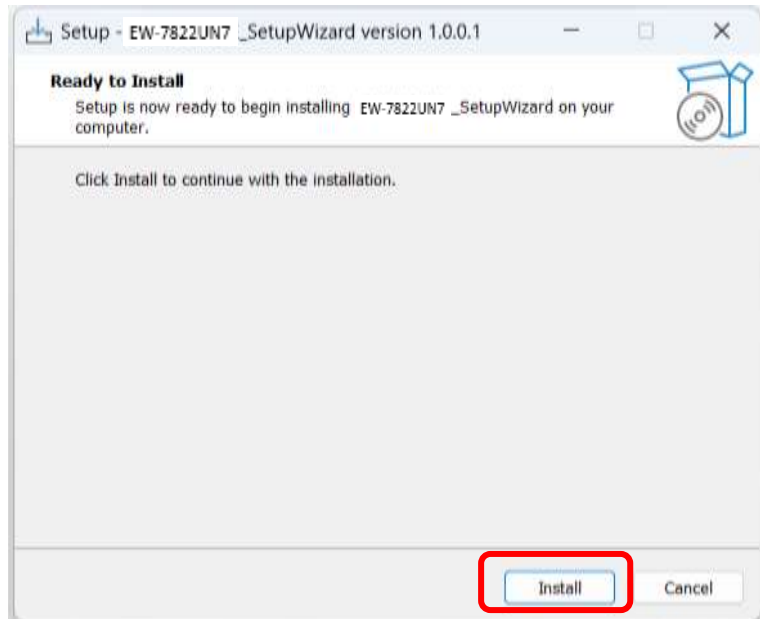 Setup - EW-7822UN7 _SetupWizard version 1.0.0.1
Ready to Install
Setup is now ready to begin installing EW-7822UN7 _SetupWizard on your
computer.
Click Install to continue with the installation.
Install Cancel